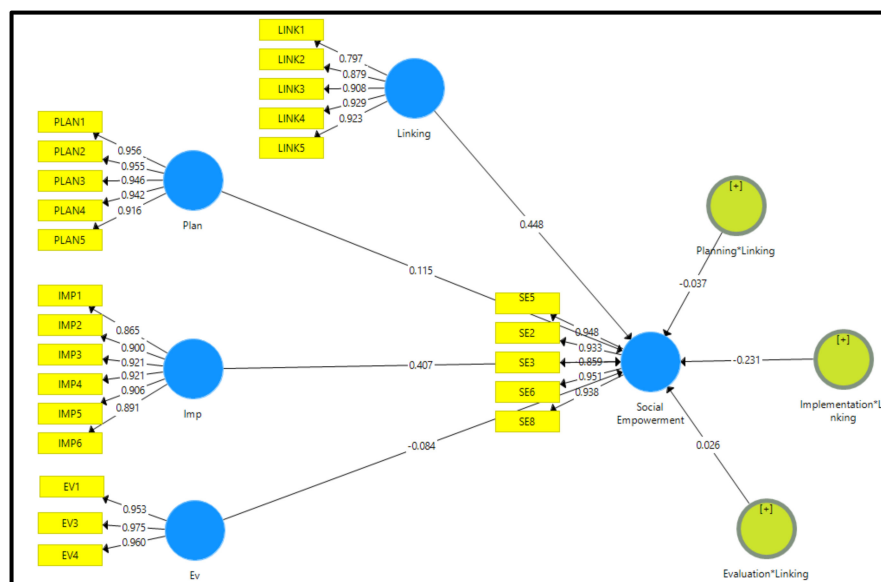 LINK1
LINK2
LINK3
LINK4
LINK5
0.797
0.879
0.908
0.929
0.923
Linking
PLAN1
PLAN2
PLAN3
PLAN4
PLAN5
0.956
0.955
0.946
0.942
0.916
Plan
0.448
0.115
[+]
Planning*Linking
-0.037
IMP1
IMP2
IMP3
IMP4
IMP5
IMP6
0.865
0.900
0.921
0.921
0.906
0.891
Imp
0.407
SE5
SE2
SE3
SE6
SE8
0.948
0.933
0.859
0.951
0.938
Social
Empowerment
-0.231
[+]
Implementation*Li
nking
-0.084
0.026
EV1
EV3
EV4
0.953
0.975
0.960
Ev
[+]
Evaluation*Linking